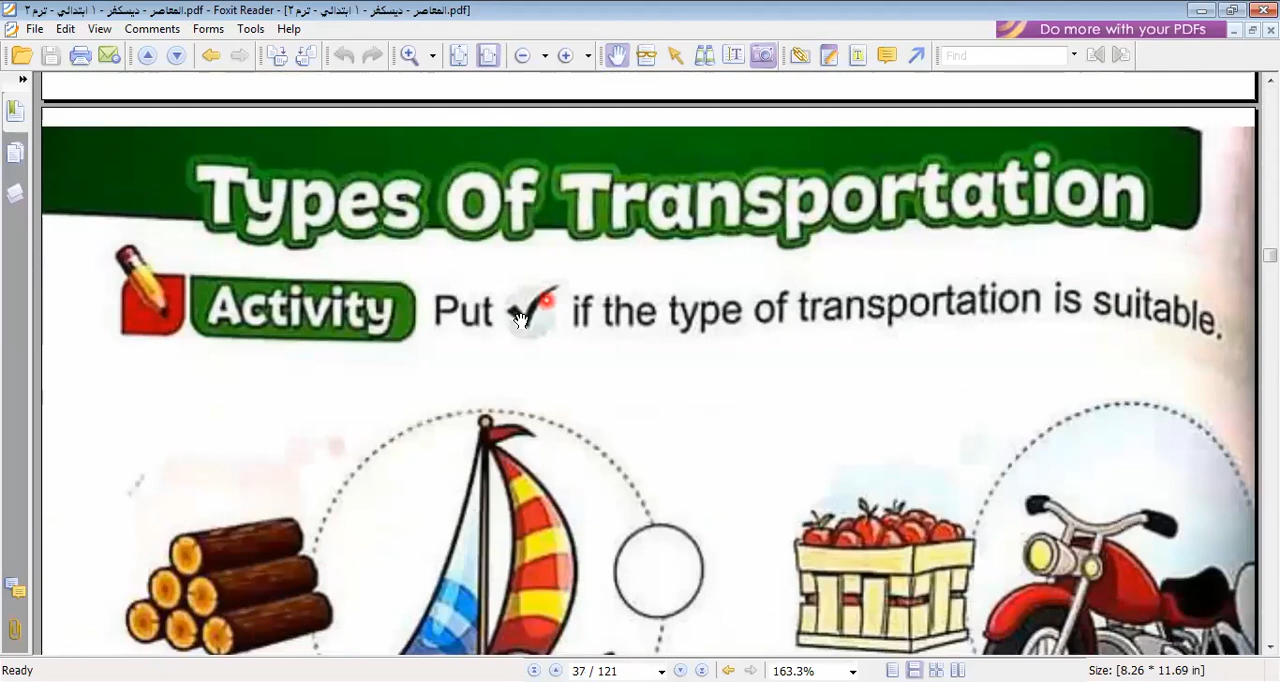 المعاصر - ديسكفر - ١ ابتدائي - ترم ٢.pdf - Foxit Reader - [المعاصر - ديسكفر - ١ ابتدائي - ترم ٢.pdf]
File Edit View Comments Forms Tools Help
Do more with your PDFs
Find
Types Of Transportation
Activity Put if the type of transportation is suitable.
Ready
37 / 121
163.3%
Size: [8.26 * 11.69 in]